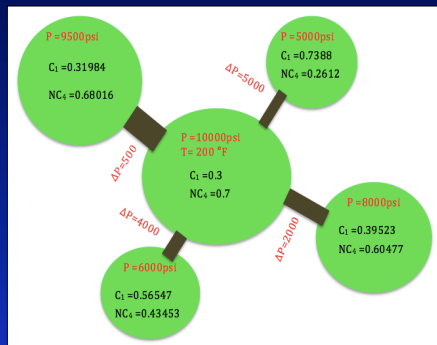 P = 9500psi
C₁ =0.31984
NC₄ =0.68016
P =5000psi
C₁ =0.7388
NC₄ =0.2612
ΔP=5000
ΔP=500
P =10000psi
T= 200 °F
C₁ =0.3
NC₄ =0.7
ΔP=4000
ΔP=2000
P =8000psi
C₁ =0.39523
NC₄ =0.60477
P =6000psi
C₁ =0.56547
NC₄ =0.43453